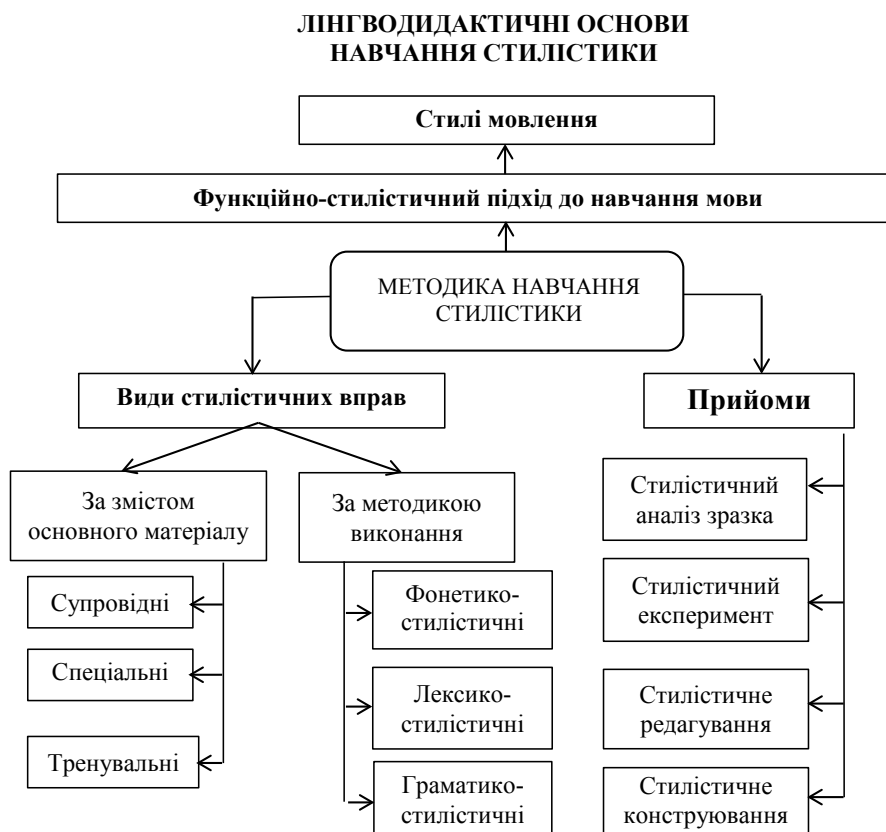 ЛІНГВОДИДАКТИЧНІ ОСНОВИ
НАВЧАННЯ СТИЛІСТИКИ
Стилі мовлення
Функційно-стилістичний підхід до навчання мови
МЕТОДИКА НАВЧАННЯ
СТИЛІСТИКИ
Види стилістичних вправ
Прийоми
За змістом
основного матеріалу
Супровідні
Спеціальні
Тренувальні
За методикою
виконання
Фонетико-
стилістичні
Лексико-
стилістичні
Граматико-
стилістичні
Стилістичний
аналіз зразка
Стилістичний
експеримент
Стилістичне
редагування
Стилістичне
конструювання